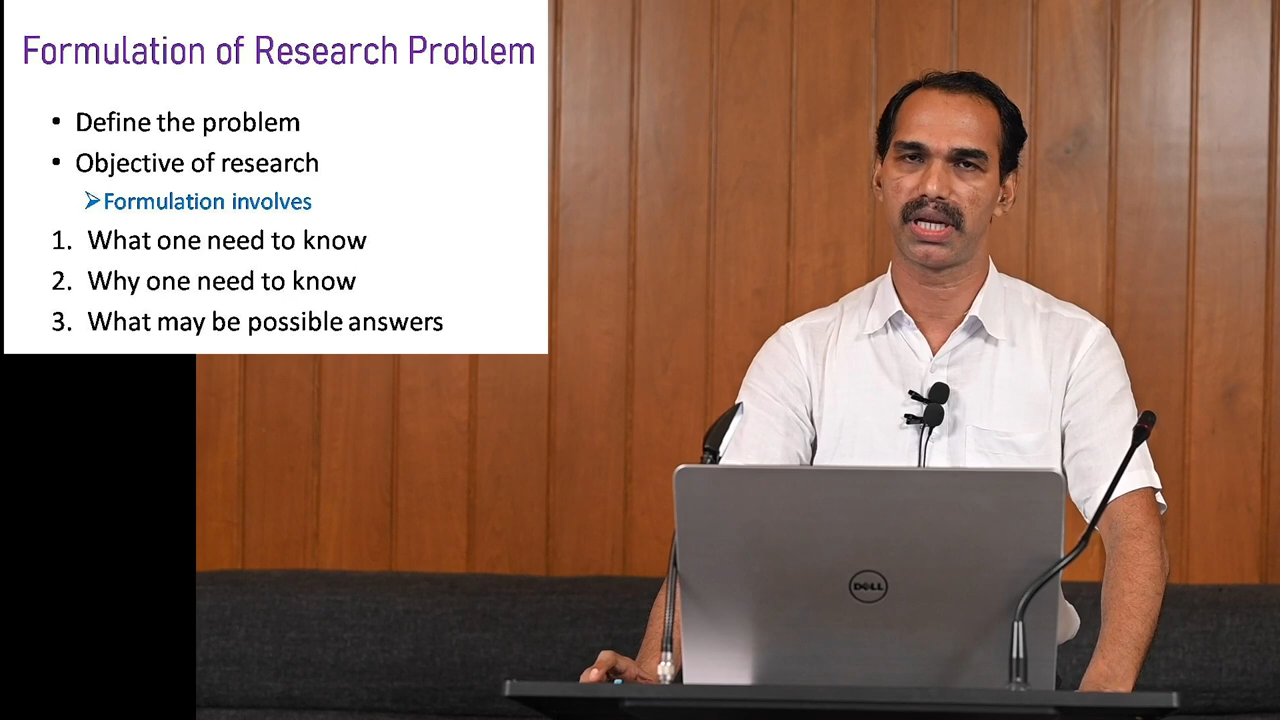 Formulation of Research Problem
• Define the problem
• Objective of research
➢Formulation involves
1. What one need to know
2. Why one need to know
3. What may be possible answers
DELL